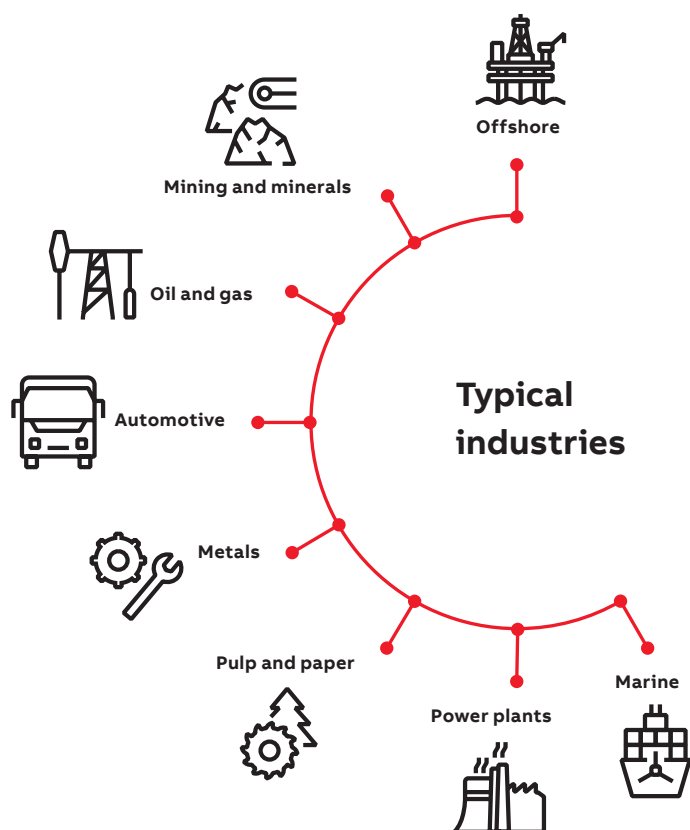 Offshore
Mining and minerals
Oil and gas
Automotive
Typical
industries
Metals
Pulp and paper
Marine
Power plants